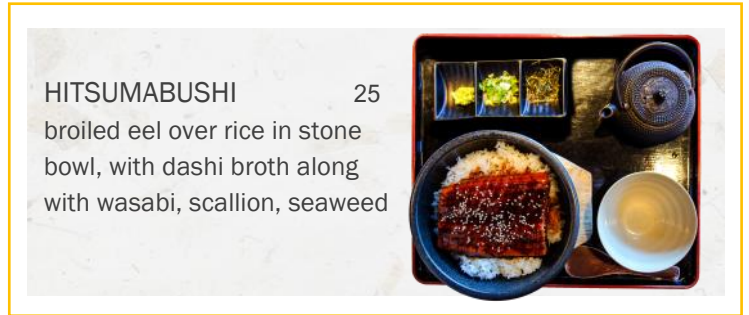 HITSUMABUSHI 25
broiled eel over rice in stone
bowl, with dashi broth along
with wasabi, scallion, seaweed